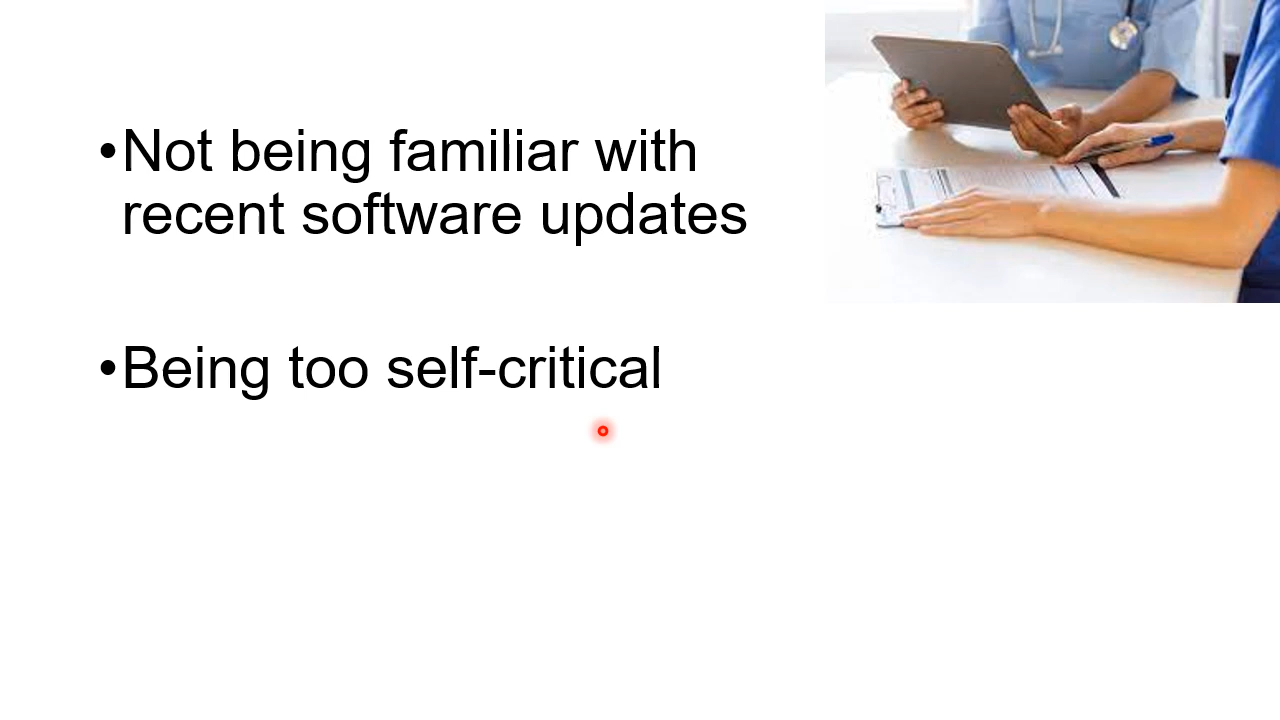 •Not being familiar with
recent software updates
•Being too self-critical